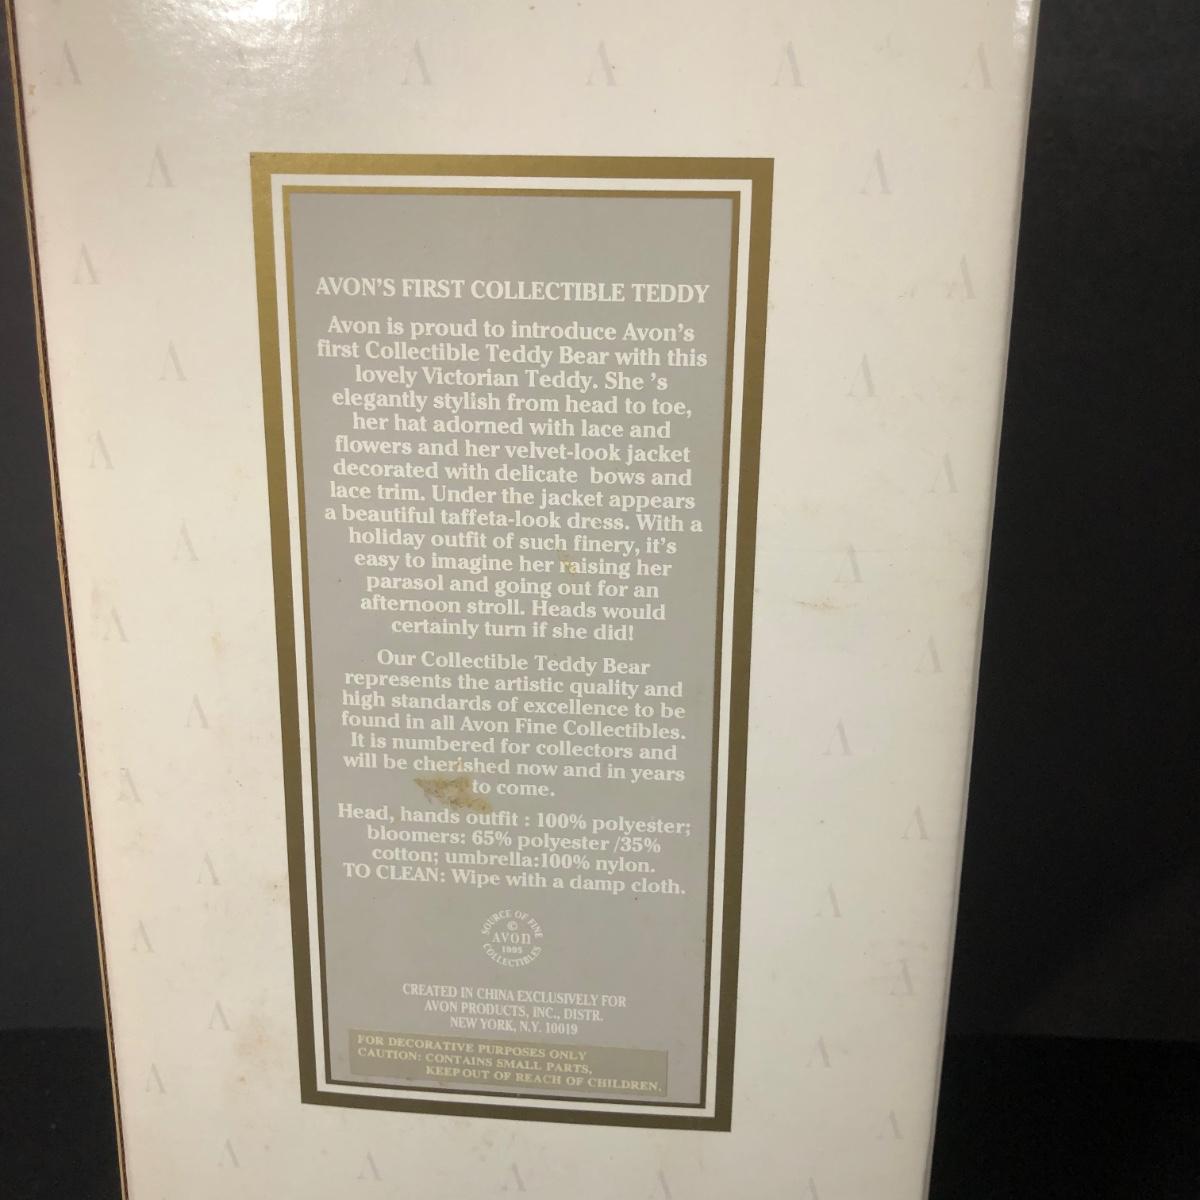 AVON'S FIRST COLLECTIBLE TEDDY
Avon is proud to introduce Avon's
first Collectible Teddy Bear with this
lovely Victorian Teddy. She 's
elegantly stylish from head to toe,
her hat adorned with lace and
flowers and her velvet-look jacket
decorated with delicate bows and
lace trim. Under the jacket appears
a beautiful taffeta-look dress. With a
holiday outfit of such finery, it's
easy to imagine her raising her
parasol and going out for an
afternoon stroll. Heads would
certainly turn if she did!
Our Collectible Teddy Bear
represents the artistic quality and
high standards of excellence to be
found in all Avon Fine Collectibles.
It is numbered for collectors and
will be cherished now and in years
to come.
Head, hands outfit : 100% polyester;
bloomers: 65% polyester /35%
cotton; umbrella:100% nylon.
TO CLEAN: Wipe with a damp cloth.
SOURCE OF FINE
©
AVON
1995
COLLECTIBLES
CREATED IN CHINA EXCLUSIVELY FOR
AVON PRODUCTS, INC., DISTR.
NEW YORK, N.Y. 10019
FOR DECORATIVE PURPOSES ONLY
CAUTION: CONTAINS SMALL PARTS,
KEEP OUT OF REACH OF CHILDREN.